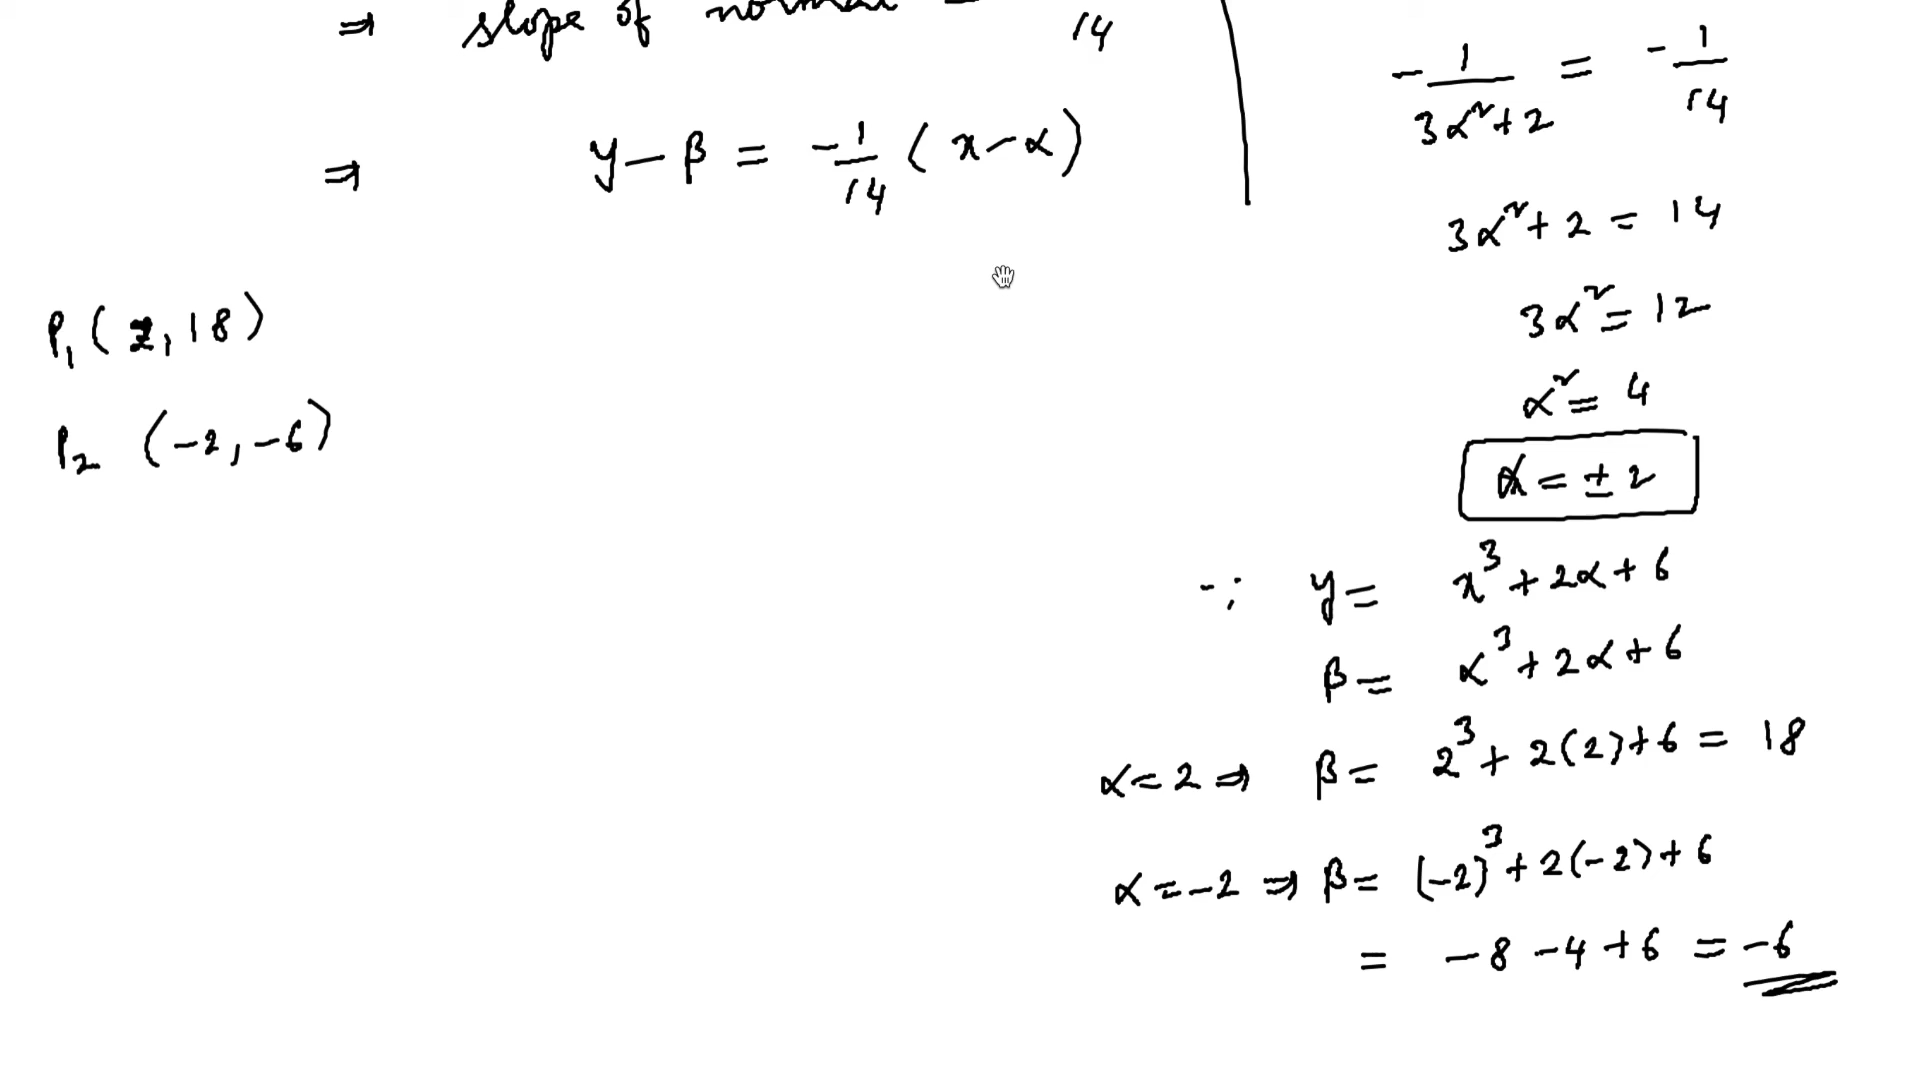 ⇒ slope of normal = 14
⇒ y - β = -1/14 (x - α)
P₁ (2, 18)
P₂ (-2, -6)
-1/(3α²+2) = -1/14
3α² + 2 = 14
3α² = 12
α² = 4
α = ± 2
∵ y = x³ + 2α + 6
β = α³ + 2α + 6
α = 2 ⇒ β = 2³ + 2(2) + 6 = 18
α = -2 ⇒ β = (-2)³ + 2(-2) + 6
= -8 - 4 + 6 = -6